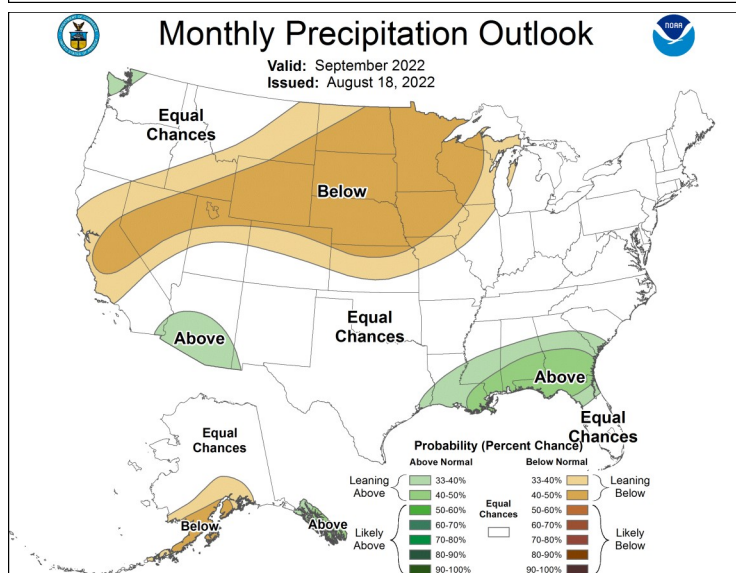 Monthly Precipitation Outlook
NOAA
Valid: September 2022
Issued: August 18, 2022
Equal
Chances
Below
Equal
Chances
Above
Above
Equal
Chances
Equal
Chances
Below
Above
Probability (Percent Chance)
Above Normal
Below Normal
Leaning
Above
33-40%
40-50%
Likely
Above
50-60%
60-70%
70-80%
80-90%
90-100%
Equal
Chances
33-40%
40-50%
Leaning
Below
50-60%
60-70%
70-80%
80-90%
90-100%
Likely
Below